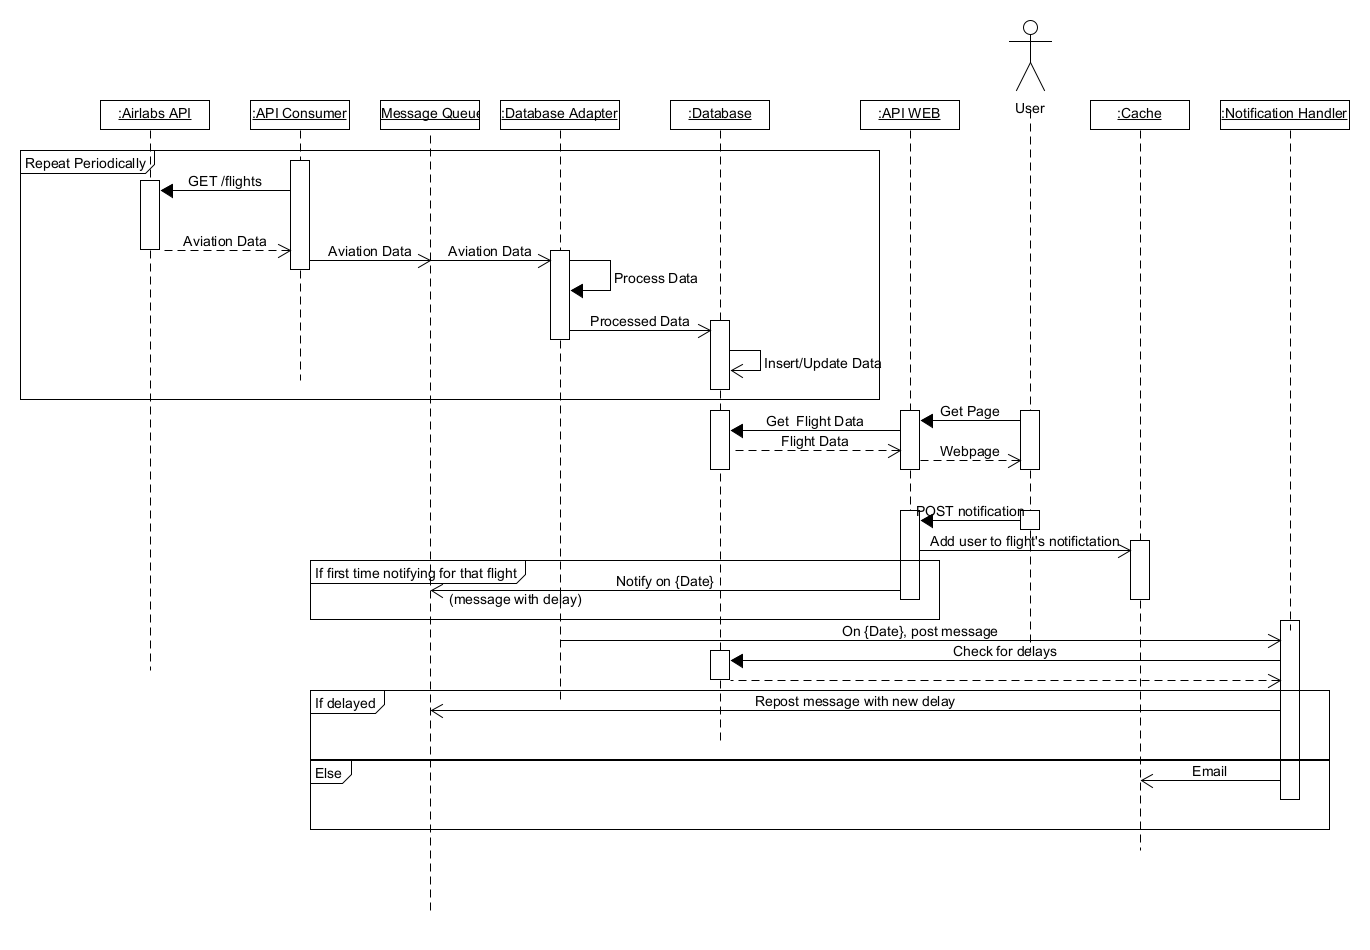 User
:Airlabs API
:API Consumer
Message Queue
:Database Adapter
:Database
:API WEB
:Cache
:Notification Handler
Repeat Periodically
GET /flights
Aviation Data
Aviation Data
Aviation Data
Process Data
Processed Data
Insert/Update Data
Get Page
Get  Flight Data
Flight Data
Webpage
POST notification
Add user to flight's notifictation
If first time notifying for that flight
Notify on {Date}
(message with delay)
On {Date}, post message
Check for delays
If delayed
Repost message with new delay
Else
Email